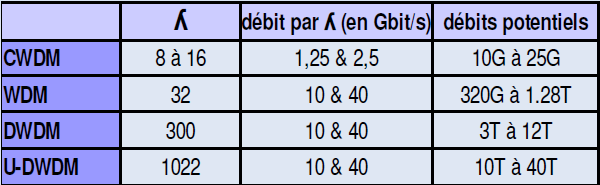 ʎ débit par ʎ (en Gbit/s) débits potentiels
CWDM 8 à 16 1,25 & 2,5 10G à 25G
WDM 32 10 & 40 320G à 1.28T
DWDM 300 10 & 40 3T à 12T
U-DWDM 1022 10 & 40 10T à 40T